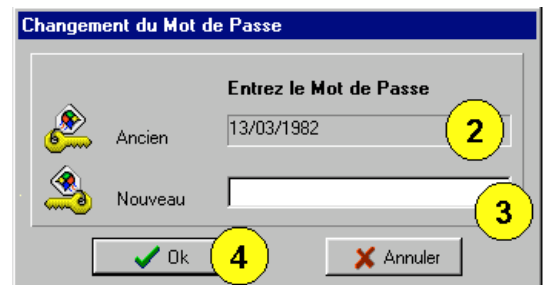 Changement du Mot de Passe
Entrez le Mot de Passe
Ancien
13/03/1982
2
Nouveau
3
Ok
4
Annuler